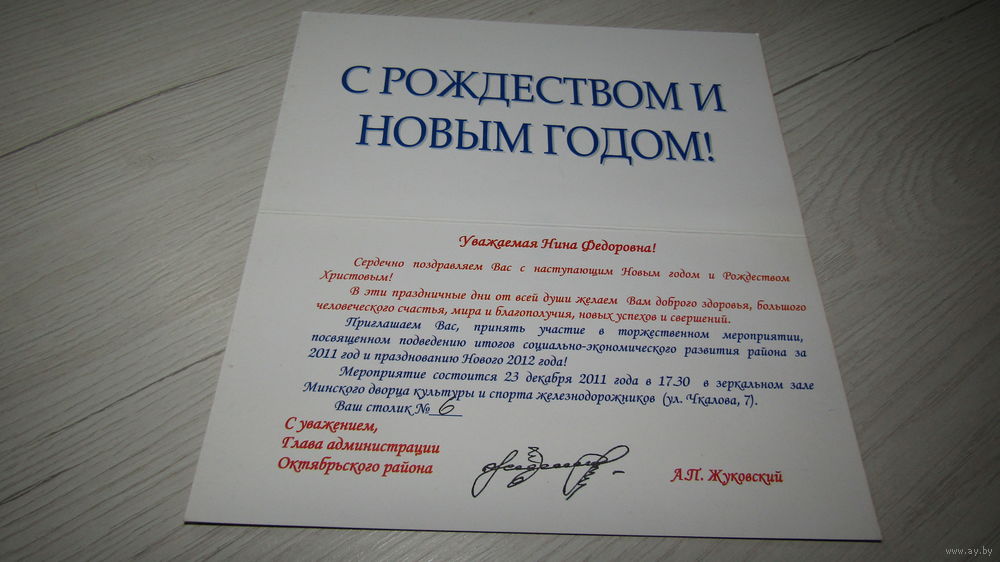 С РОЖДЕСТВОМ И
НОВЫМ ГОДОМ!
Уважаемая Нина Федоровна!
Сердечно поздравляем Вас с наступающим Новым годом и Рождеством
Христовым!
В эти праздничные дни от всей души желаем Вам доброго здоровья, большого
человеческого счастья, мира и благополучия, новых успехов и свершений.
Приглашаем Вас, принять участие в торжественном мероприятии,
посвященном подведению итогов социально-экономического развития района за
2011 год и празднованию Нового 2012 года!
Мероприятие состоится 23 декабря 2011 года в 17.30 в зеркальном зале
Минского дворца культуры и спорта железнодорожников (ул. Чкалова, 7).
Ваш столик № 6
С уважением,
Глава администрации
Октябрьского района
А.П. Жуковский
www.ay.by